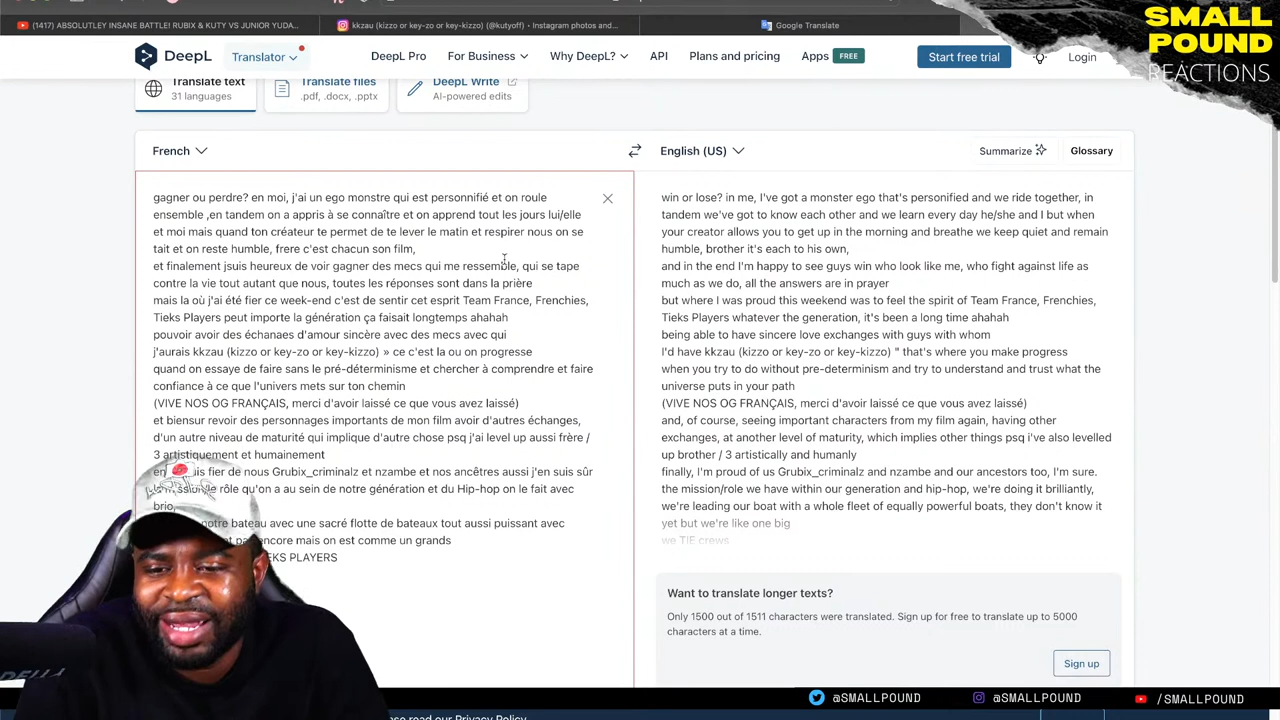 (1417) ABSOLUTLEY INSANE BATTLE! RUBIX & KUTY VS JUNIOR YUDA...
kkzau (kizzo or key-zo or key-kizzo) (@kutyoff) • Instagram photos and...
Google Translate
SMALL
POUND
REACTIONS
DeepL
Translator
DeepL Pro
For Business
Why DeepL?
API
Plans and pricing
Apps FREE
Start free trial
Login
Translate text
31 languages
Translate files
.pdf, .docx, .pptx
DeepL Write
AI-powered edits
French
English (US)
Summarize
Glossary
gagner ou perdre? en moi, j'ai un ego monstre qui est personnifié et on roule
ensemble ,en tandem on a appris à se connaître et on apprend tout les jours lui/elle
et moi mais quand ton créateur te permet de te lever le matin et respirer nous on se
tait et on reste humble, frere c'est chacun son film,
et finalement jsuis heureux de voir gagner des mecs qui me ressemble, qui se tape
contre la vie tout autant que nous, toutes les réponses sont dans la prière
mais la où j'ai été fier ce week-end c'est de sentir cet esprit Team France, Frenchies,
Tieks Players peut importe la génération ça faisait longtemps ahahah
pouvoir avoir des échanaes d'amour sincère avec des mecs avec qui
j'aurais kkzau (kizzo or key-zo or key-kizzo) » ce c'est la ou on progresse
quand on essaye de faire sans le pré-déterminisme et chercher à comprendre et faire
confiance à ce que l'univers mets sur ton chemin
(VIVE NOS OG FRANÇAIS, merci d'avoir laissé ce que vous avez laissé)
et biensur revoir des personnages importants de mon film avoir d'autres échanges,
d'un autre niveau de maturité qui implique d'autre chose psq j'ai level up aussi frère /
3 artistiquement et humainement
fier de nous Grubix_criminalz et nzambe et nos ancêtres aussi j'en suis sûr
rôle qu'on a au sein de notre génération et du Hip-hop on le fait avec
brio,
notre bateau avec une sacré flotte de bateaux tout aussi puissant avec
encore mais on est comme un grands
PLAYERS
win or lose? in me, I've got a monster ego that's personified and we ride together, in
tandem we've got to know each other and we learn every day he/she and I but when
your creator allows you to get up in the morning and breathe we keep quiet and remain
humble, brother it's each to his own,
and in the end I'm happy to see guys win who look like me, who fight against life as
much as we do, all the answers are in prayer
but where I was proud this weekend was to feel the spirit of Team France, Frenchies,
Tieks Players whatever the generation, it's been a long time ahahah
being able to have sincere love exchanges with guys with whom
I'd have kkzau (kizzo or key-zo or key-kizzo) " that's where you make progress
when you try to do without pre-determinism and try to understand and trust what the
universe puts in your path
(VIVE NOS OG FRANÇAIS, merci d'avoir laissé ce que vous avez laissé)
and, of course, seeing important characters from my film again, having other
exchanges, at another level of maturity, which implies other things psq i've also levelled
up brother / 3 artistically and humanly
finally, I'm proud of us Grubix_criminalz and nzambe and our ancestors too, I'm sure.
the mission/role we have within our generation and hip-hop, we're doing it brilliantly,
we're leading our boat with a whole fleet of equally powerful boats, they don't know it
yet but we're like one big
we TIE crews
Want to translate longer texts?
Only 1500 out of 1511 characters were translated. Sign up for free to translate up to 5000
characters at a time.
Sign up
@SMALLPOUND
@SMALLPOUND
/SMALLPOUND
read our Privacy Policy